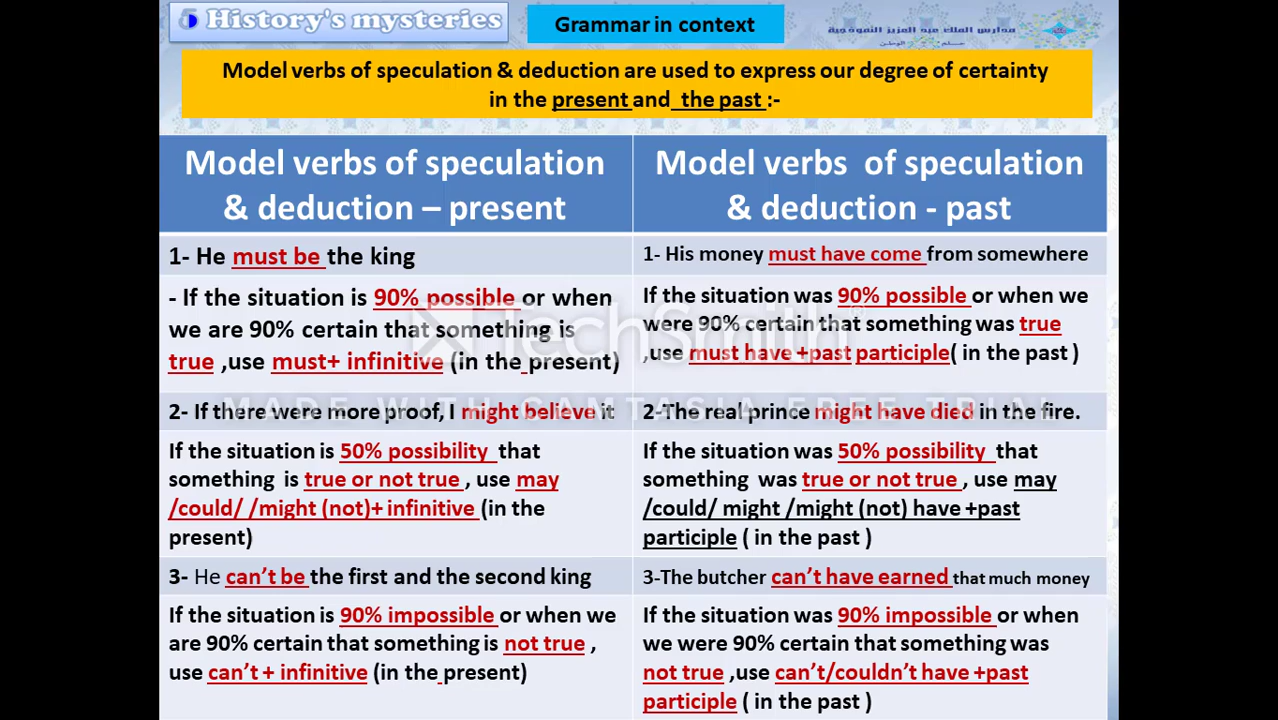 History's mysteries
Grammar in context
مدارس الملك عبد العزيز النموذجية
Model verbs of speculation & deduction are used to express our degree of certainty
in the present and the past :-
Model verbs of speculation
& deduction – present
Model verbs of speculation
& deduction - past
1- He must be the king
1- His money must have come from somewhere
- If the situation is 90% possible or when
we are 90% certain that something is
true ,use must+ infinitive (in the present)
If the situation was 90% possible or when we
were 90% certain that something was true
,use must have +past participle( in the past )
TechSmith
MADE WITH CAMTASIA FREE TRIAL
2- If there were more proof, I might believe it
2-The real prince might have died in the fire.
If the situation is 50% possibility that
something is true or not true , use may
/could/ /might (not)+ infinitive (in the
present)
If the situation was 50% possibility that
something was true or not true , use may
/could/ might /might (not) have +past
participle ( in the past )
3- He can't be the first and the second king
3-The butcher can't have earned that much money
If the situation is 90% impossible or when we
are 90% certain that something is not true ,
use can't + infinitive (in the present)
If the situation was 90% impossible or when
we were 90% certain that something was
not true ,use can't/couldn't have +past
participle ( in the past )